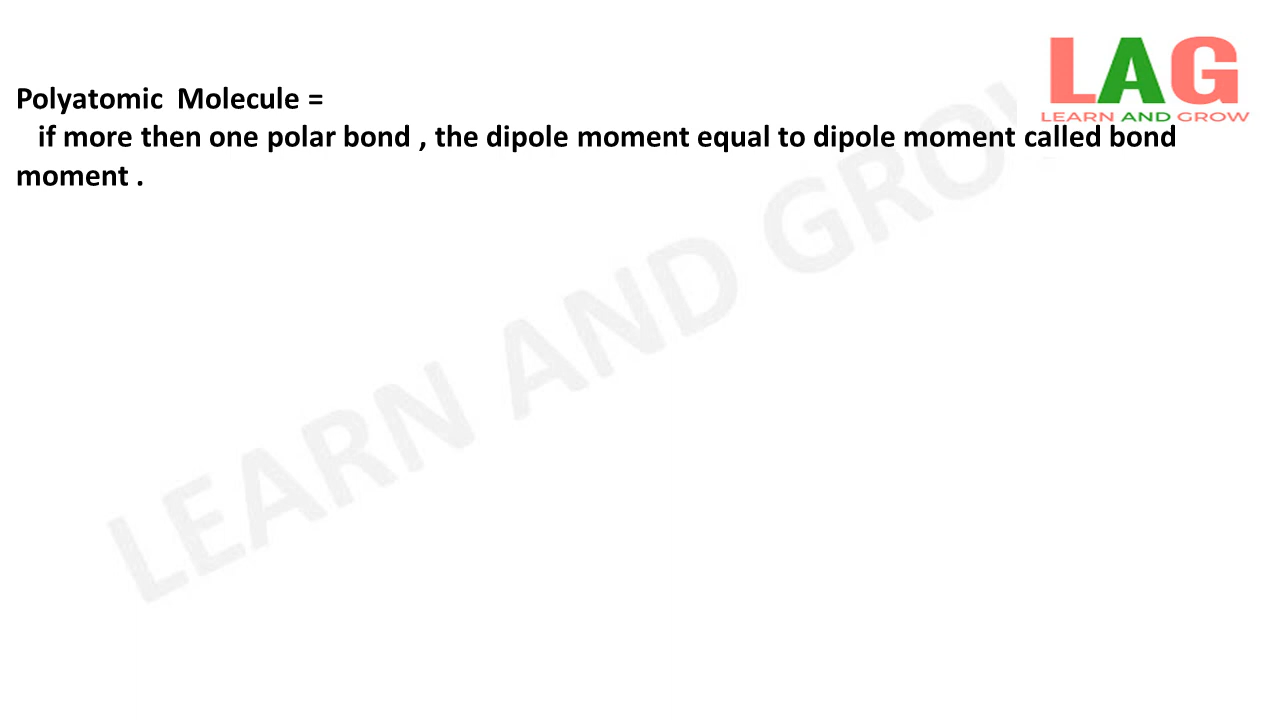 LAG
LEARN AND GROW
Polyatomic Molecule =
if more then one polar bond , the dipole moment equal to dipole moment called bond
moment .
LEARN AND GROW